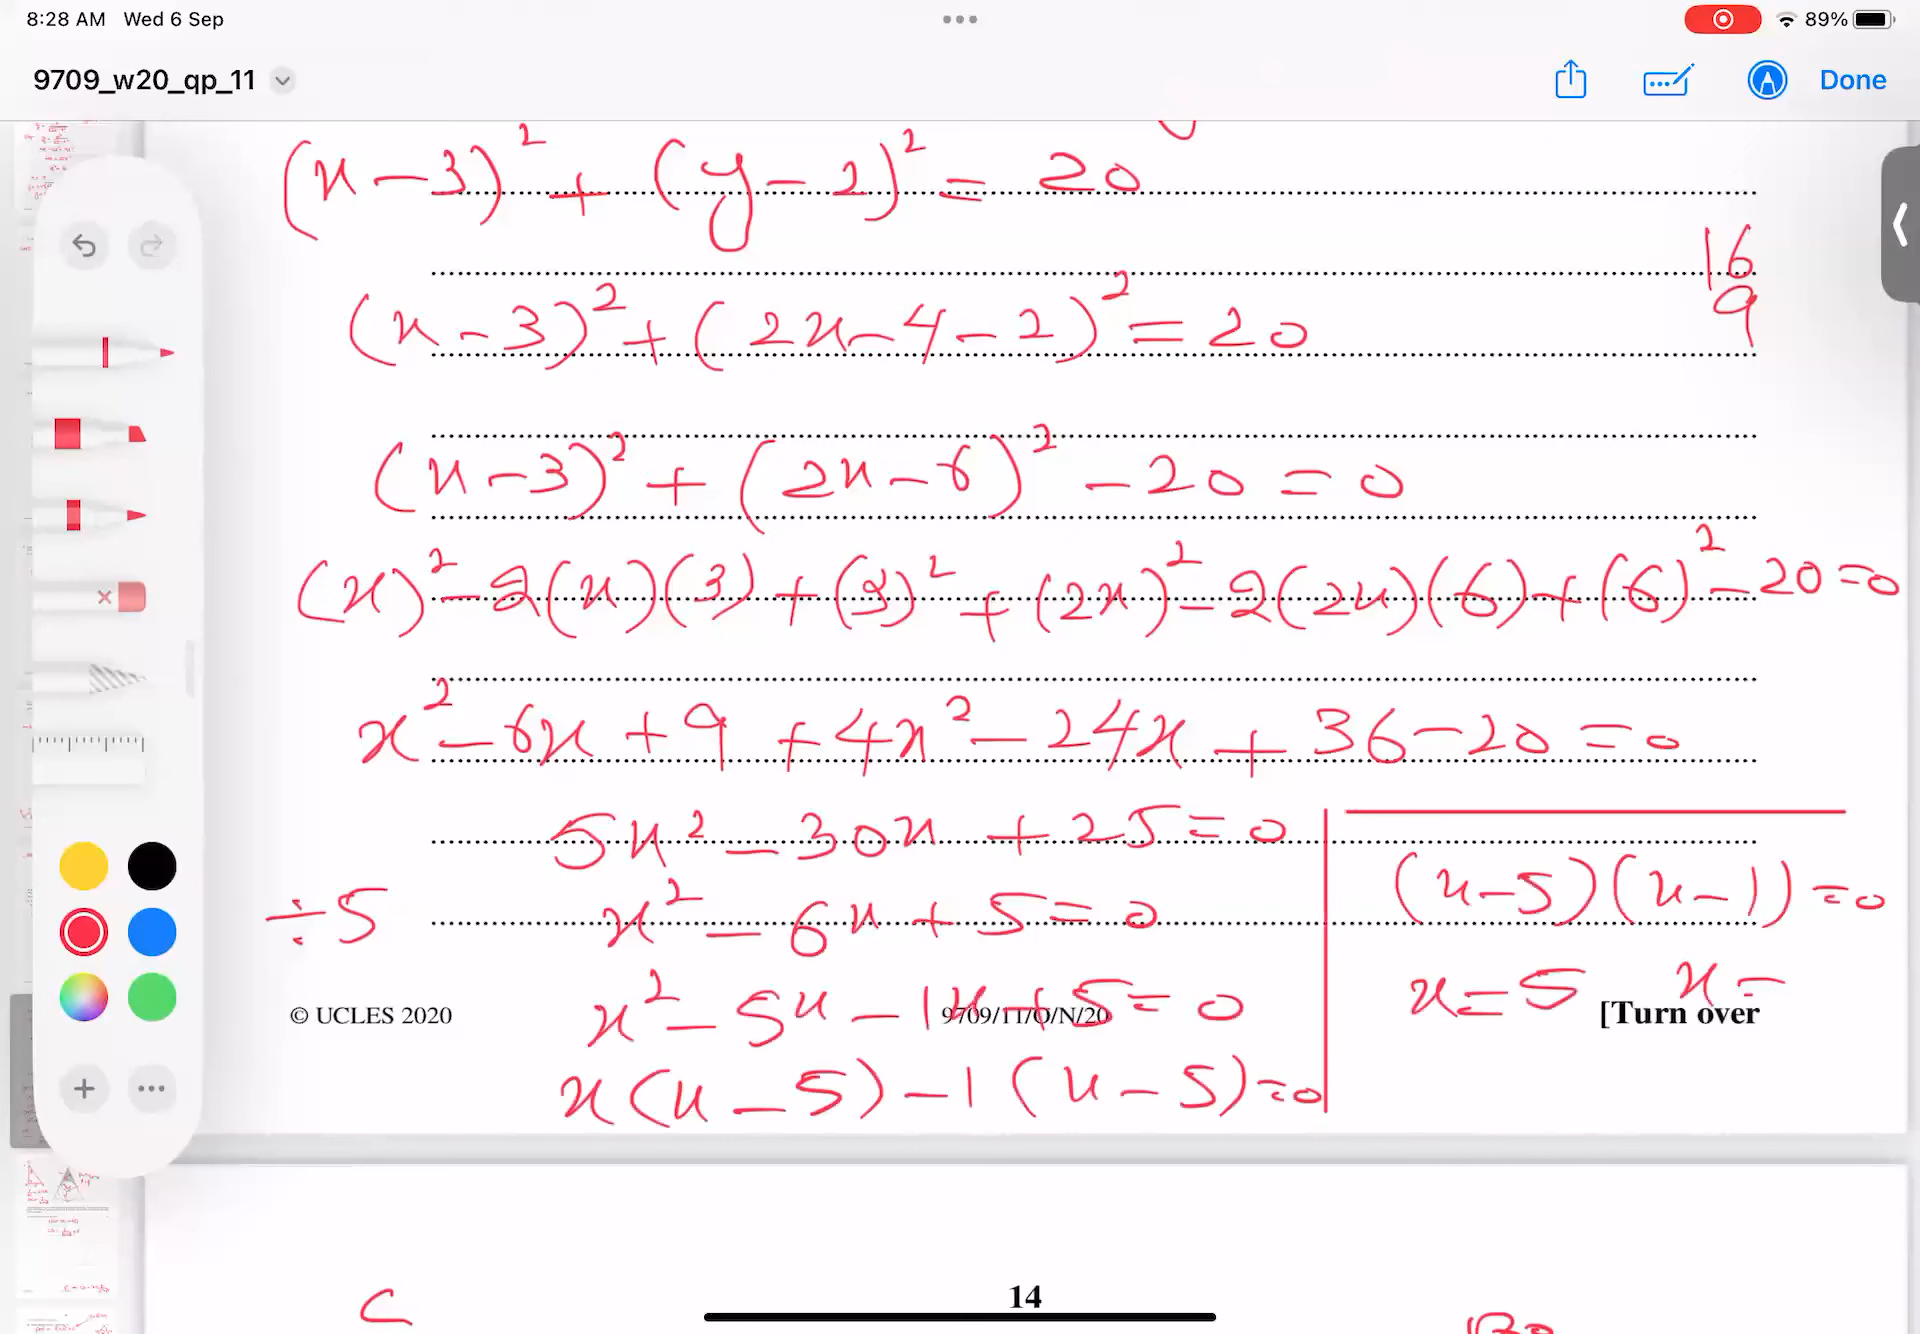 8:28 AM Wed 6 Sep
89%
9709_w20_qp_11
Done
(x-3)² + (y-2)² = 20
16
9
(x-3)² + (2x-4-2)² = 20
(x-3)² + (2x-6)² - 20 = 0
(x)² - 2(x)(3) + (3)² + (2x)² - 2(2x)(6) + (6)² - 20 = 0
x² - 6x + 9 + 4x² - 24x + 36 - 20 = 0
5x² - 30x + 25 = 0
÷5
x² - 6x + 5 = 0
x² - 5x - 1x + 5 = 0
x(x-5) - 1(x-5) = 0
(x-5)(x-1) = 0
x = 5 x =
© UCLES 2020
9709/11/O/N/20
[Turn over
14